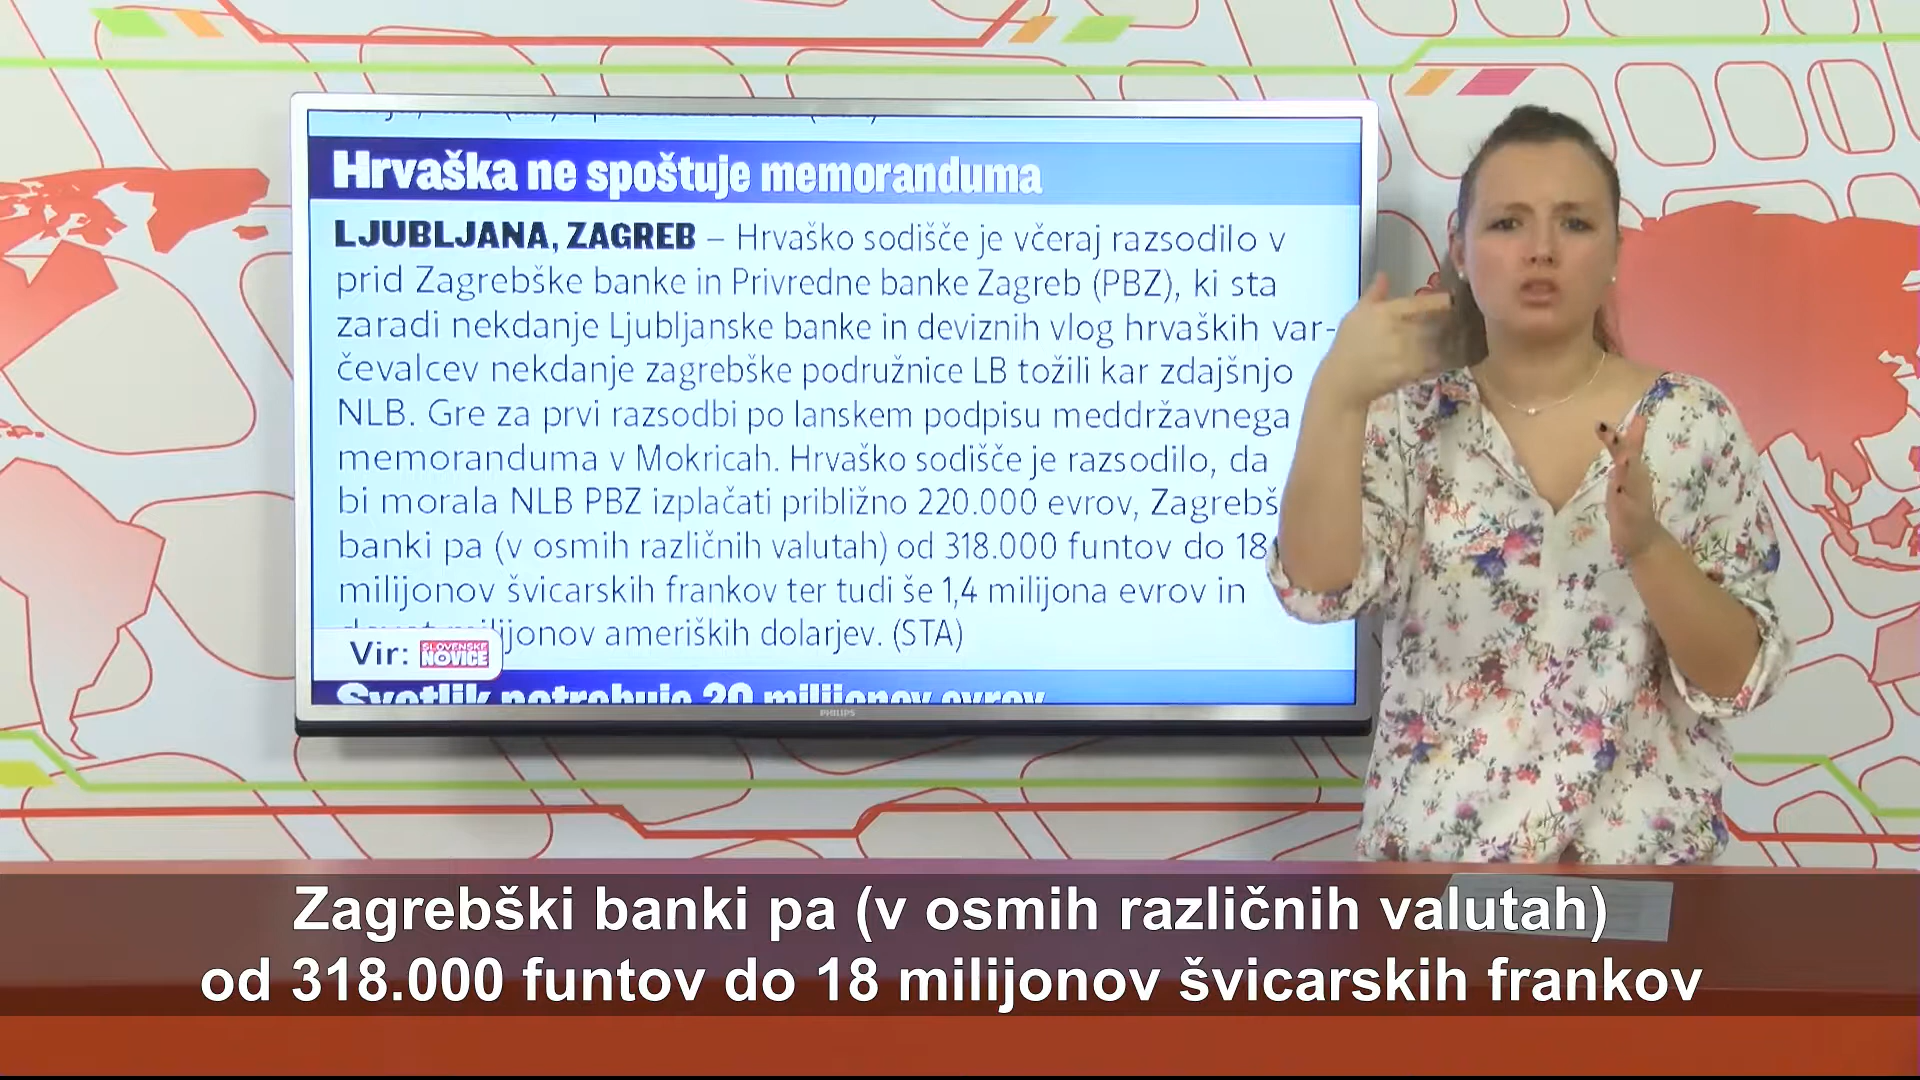 Hrvaška ne spoštuje memoranduma
LJUBLJANA, ZAGREB – Hrvaško sodišče je včeraj razsodilo v
prid Zagrebške banke in Privredne banke Zagreb (PBZ), ki sta
zaradi nekdanje Ljubljanske banke in deviznih vlog hrvaških var-
čevalcev nekdanje zagrebške podružnice LB tožili kar zdajšnjo
NLB. Gre za prvi razsodbi po lanskem podpisu meddržavnega
memoranduma v Mokricah. Hrvaško sodišče je razsodilo, da
bi morala NLB PBZ izplačati približno 220.000 evrov, Zagrebš
banki pa (v osmih različnih valutah) od 318.000 funtov do 18
milijonov švicarskih frankov ter tudi še 1,4 milijona evrov in
ijonov ameriških dolarjev. (STA)
Vir: SLOVENSKE NOVICE
Svetlik potrebuje 20 milijonov evrov
PHILIPS
Zagrebški banki pa (v osmih različnih valutah)
od 318.000 funtov do 18 milijonov švicarskih frankov